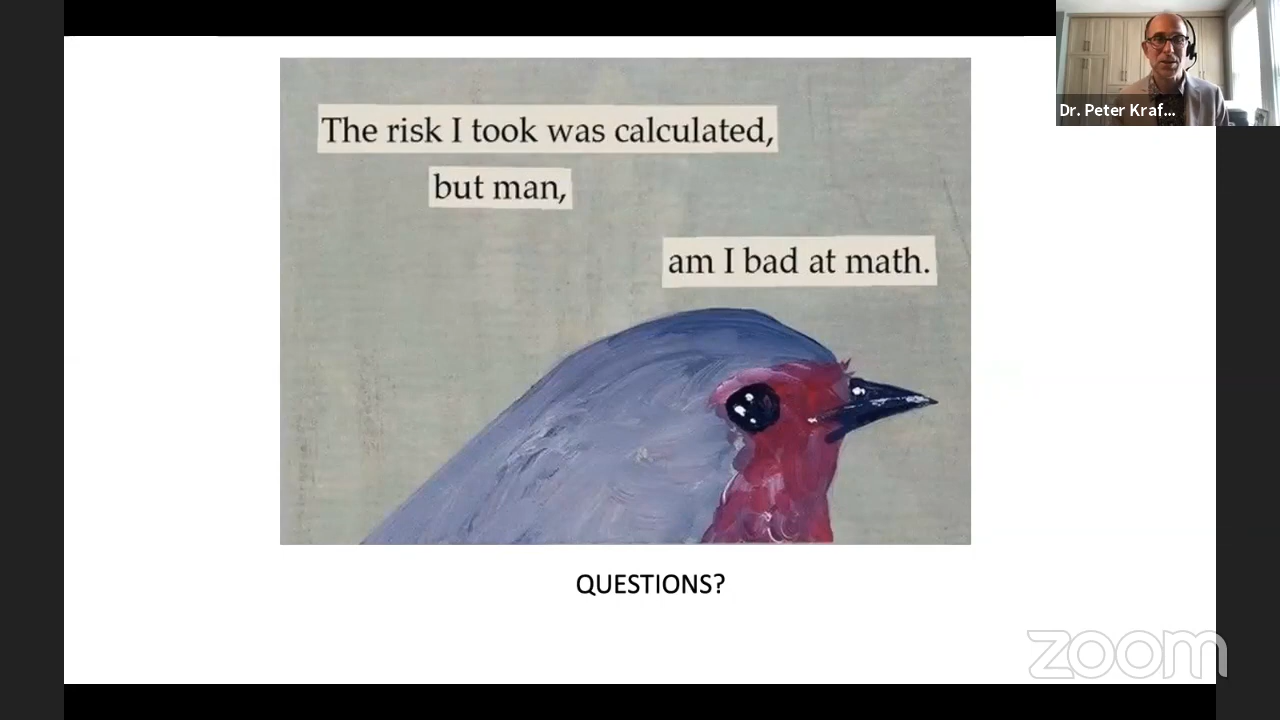 Dr. Peter Kraf...
The risk I took was calculated,
but man,
am I bad at math.
QUESTIONS?
zoom